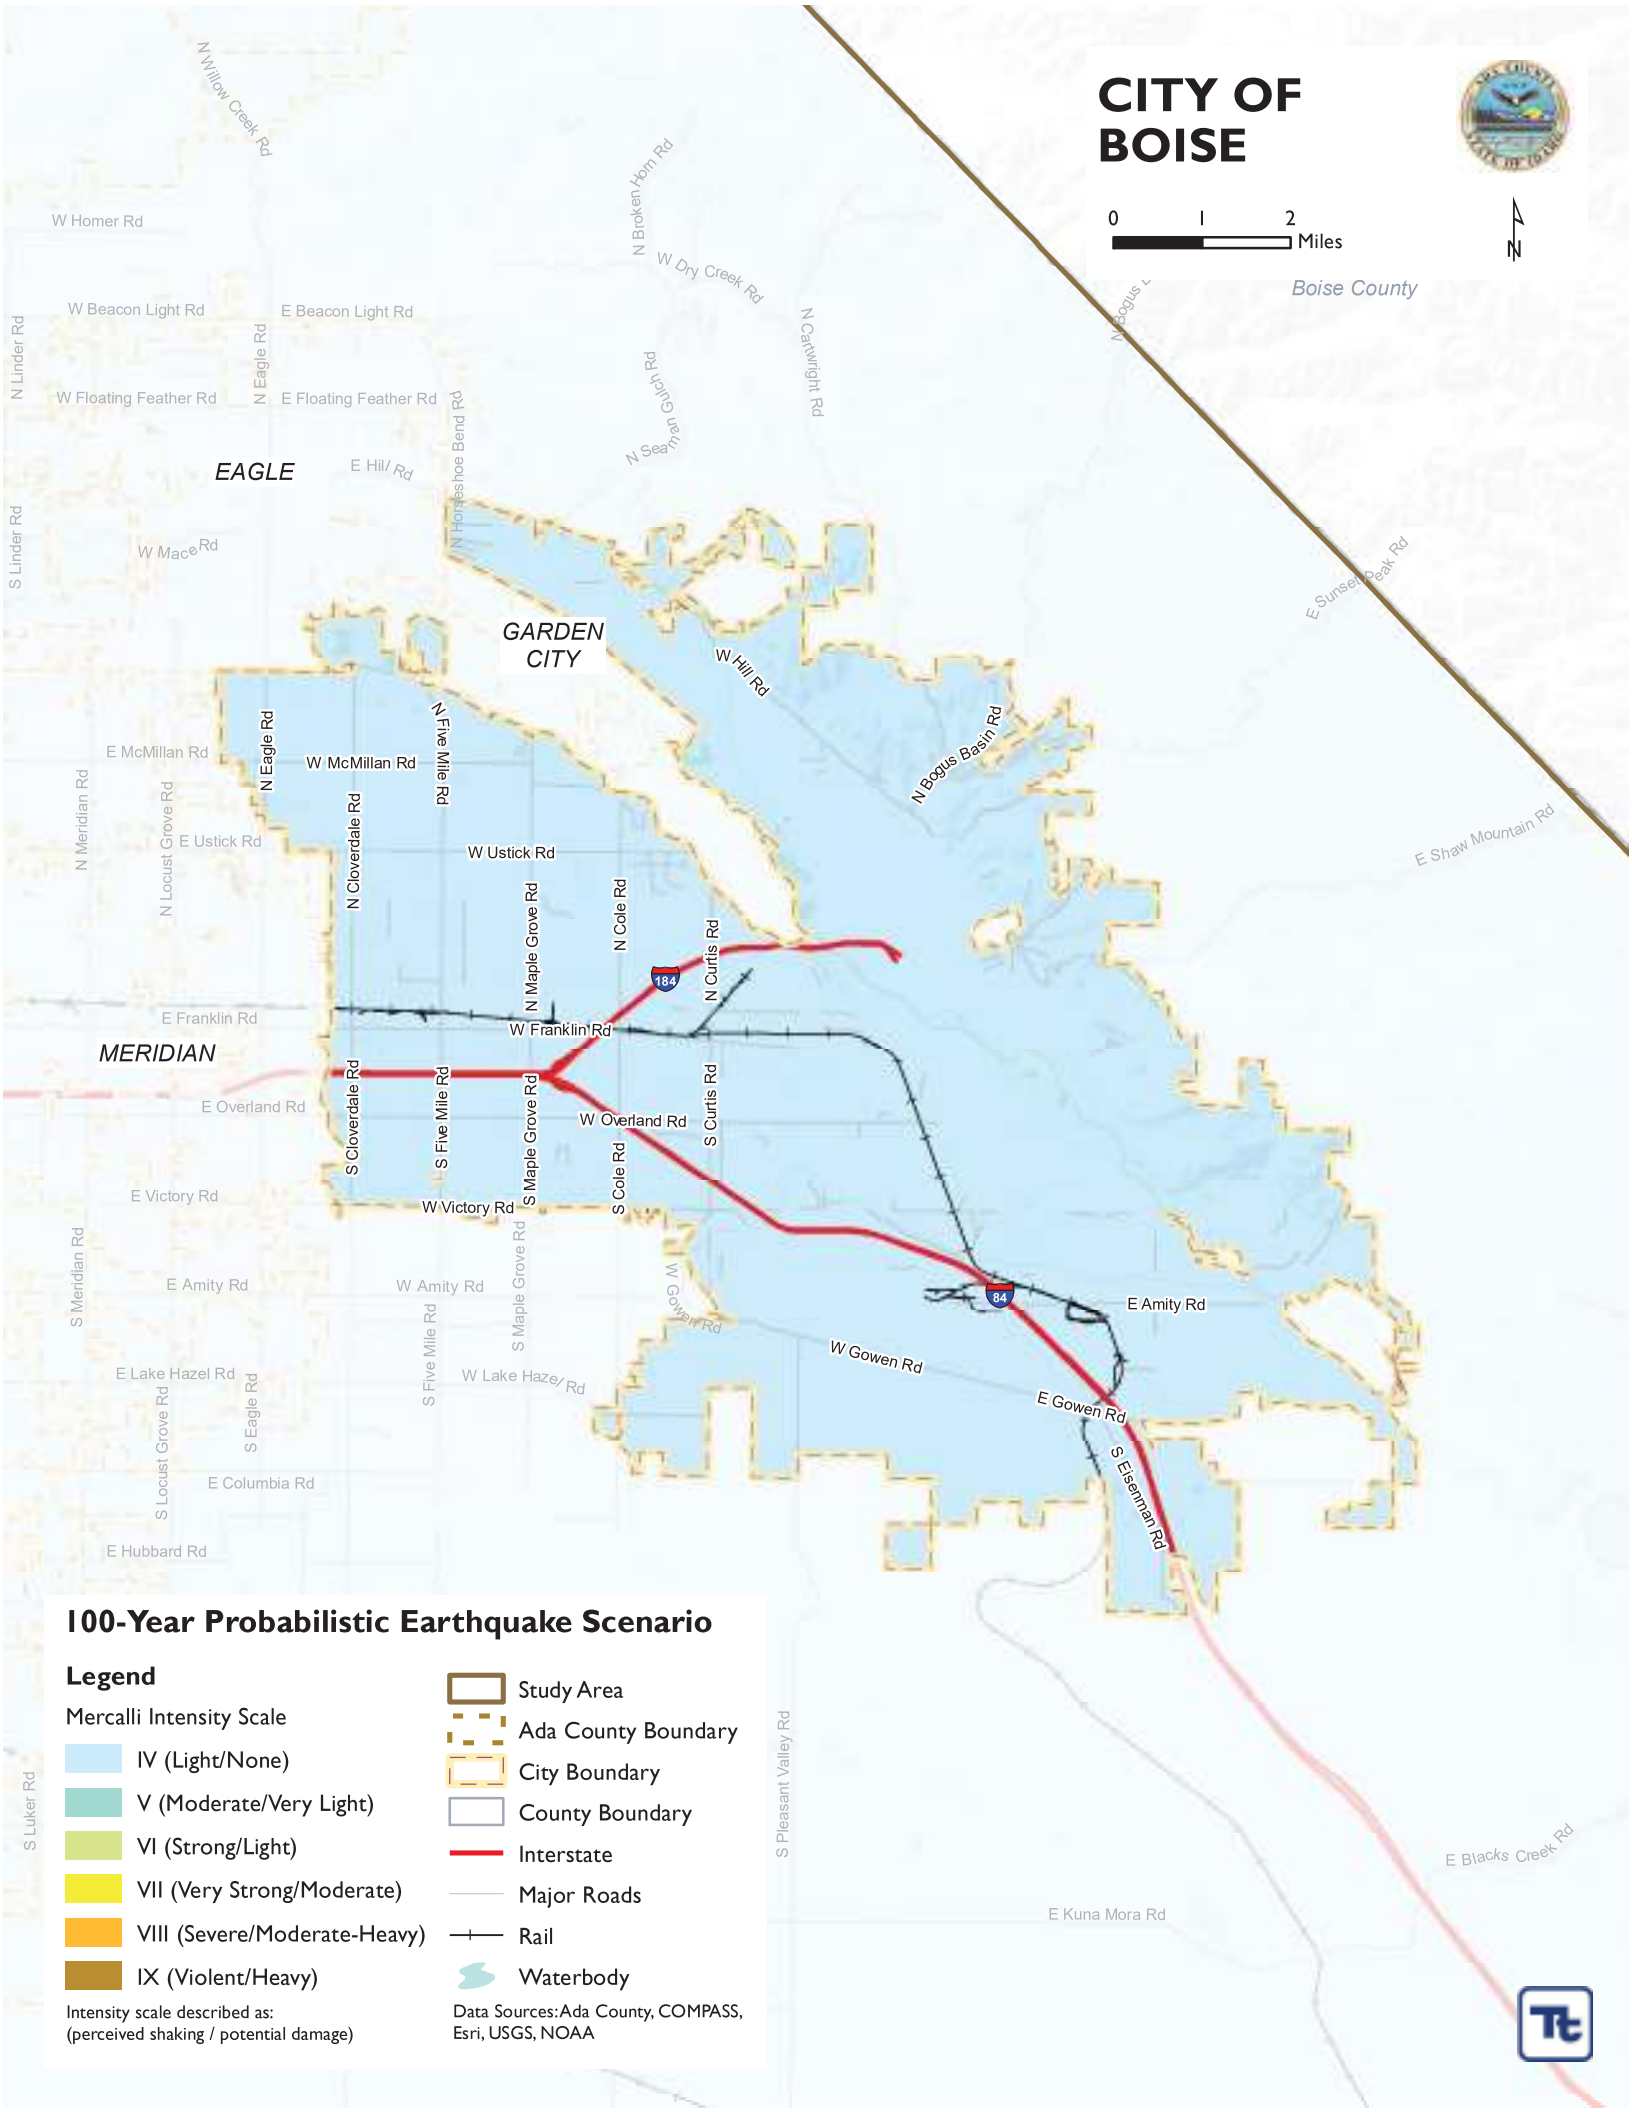 CITY OF
BOISE
ADA COUNTY
STATE OF IDAHO
0 1 2
Miles
N
Boise County
N Willow Creek Rd
N Broken Horn Rd
W Homer Rd
W Dry Creek Rd
N Bogus
W Beacon Light Rd
E Beacon Light Rd
N Linder Rd
N Eagle Rd
N Cartwright Rd
N Seaman Gulch Rd
W Floating Feather Rd
E Floating Feather Rd
N Horseshoe Bend Rd
EAGLE
E Hill Rd
S Linder Rd
W Mace Rd
E Sunset Peak Rd
GARDEN
CITY
W Hill Rd
N Eagle Rd
N Five Mile Rd
N Bogus Basin Rd
E McMillan Rd
W McMillan Rd
N Meridian Rd
N Locust Grove Rd
N Cloverdale Rd
E Ustick Rd
W Ustick Rd
E Shaw Mountain Rd
N Maple Grove Rd
N Cole Rd
N Curtis Rd
184
E Franklin Rd
W Franklin Rd
MERIDIAN
S Cloverdale Rd
S Five Mile Rd
S Maple Grove Rd
S Curtis Rd
E Overland Rd
W Overland Rd
S Cole Rd
E Victory Rd
W Victory Rd
S Meridian Rd
S Maple Grove Rd
E Amity Rd
W Amity Rd
W Gowen Rd
84
E Amity Rd
S Five Mile Rd
W Gowen Rd
E Lake Hazel Rd
W Lake Hazel Rd
S Locust Grove Rd
S Eagle Rd
E Gowen Rd
S Eisenman Rd
E Columbia Rd
E Hubbard Rd
100-Year Probabilistic Earthquake Scenario
Legend
Mercalli Intensity Scale
IV (Light/None)
V (Moderate/Very Light)
VI (Strong/Light)
VII (Very Strong/Moderate)
VIII (Severe/Moderate-Heavy)
IX (Violent/Heavy)
Intensity scale described as:
(perceived shaking / potential damage)
Study Area
Ada County Boundary
City Boundary
County Boundary
Interstate
Major Roads
Rail
Waterbody
Data Sources: Ada County, COMPASS,
Esri, USGS, NOAA
S Luker Rd
S Pleasant Valley Rd
E Blacks Creek Rd
E Kuna Mora Rd
Tt